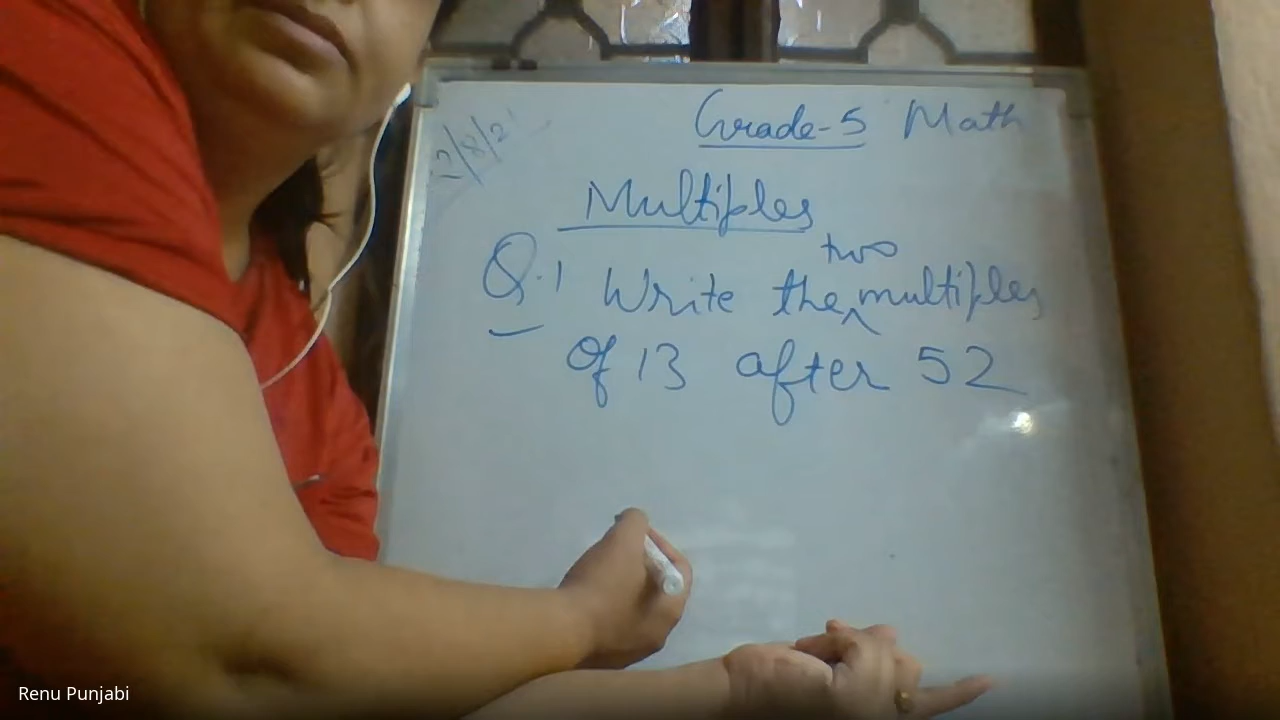 Grade-5 Math
Multiples
Q.1 Write the two multiples
of 13 after 52
Renu Punjabi